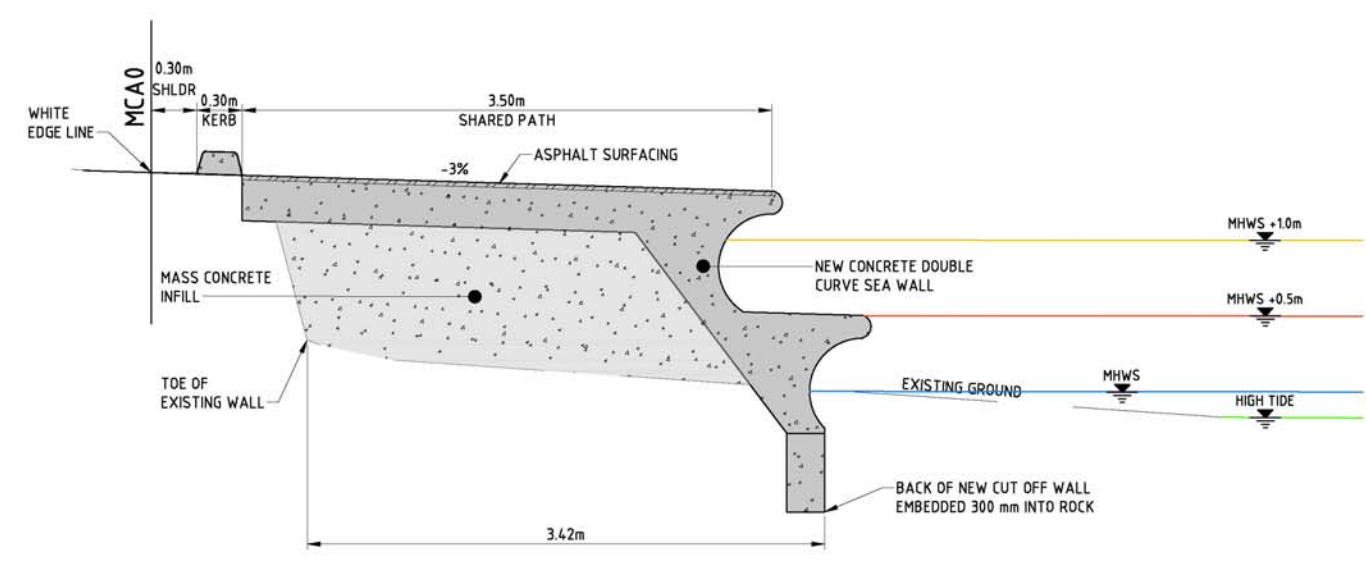 MCA0
0.30m
SHLDR
0.30m
KERB
3.50m
SHARED PATH
WHITE
EDGE LINE
-3%
ASPHALT SURFACING
MHWS +1.0m
MASS CONCRETE
INFILL
NEW CONCRETE DOUBLE
CURVE SEA WALL
MHWS +0.5m
TOE OF
EXISTING WALL
EXISTING GROUND
MHWS
HIGH TIDE
BACK OF NEW CUT OFF WALL
EMBEDDED 300 mm INTO ROCK
3.42m